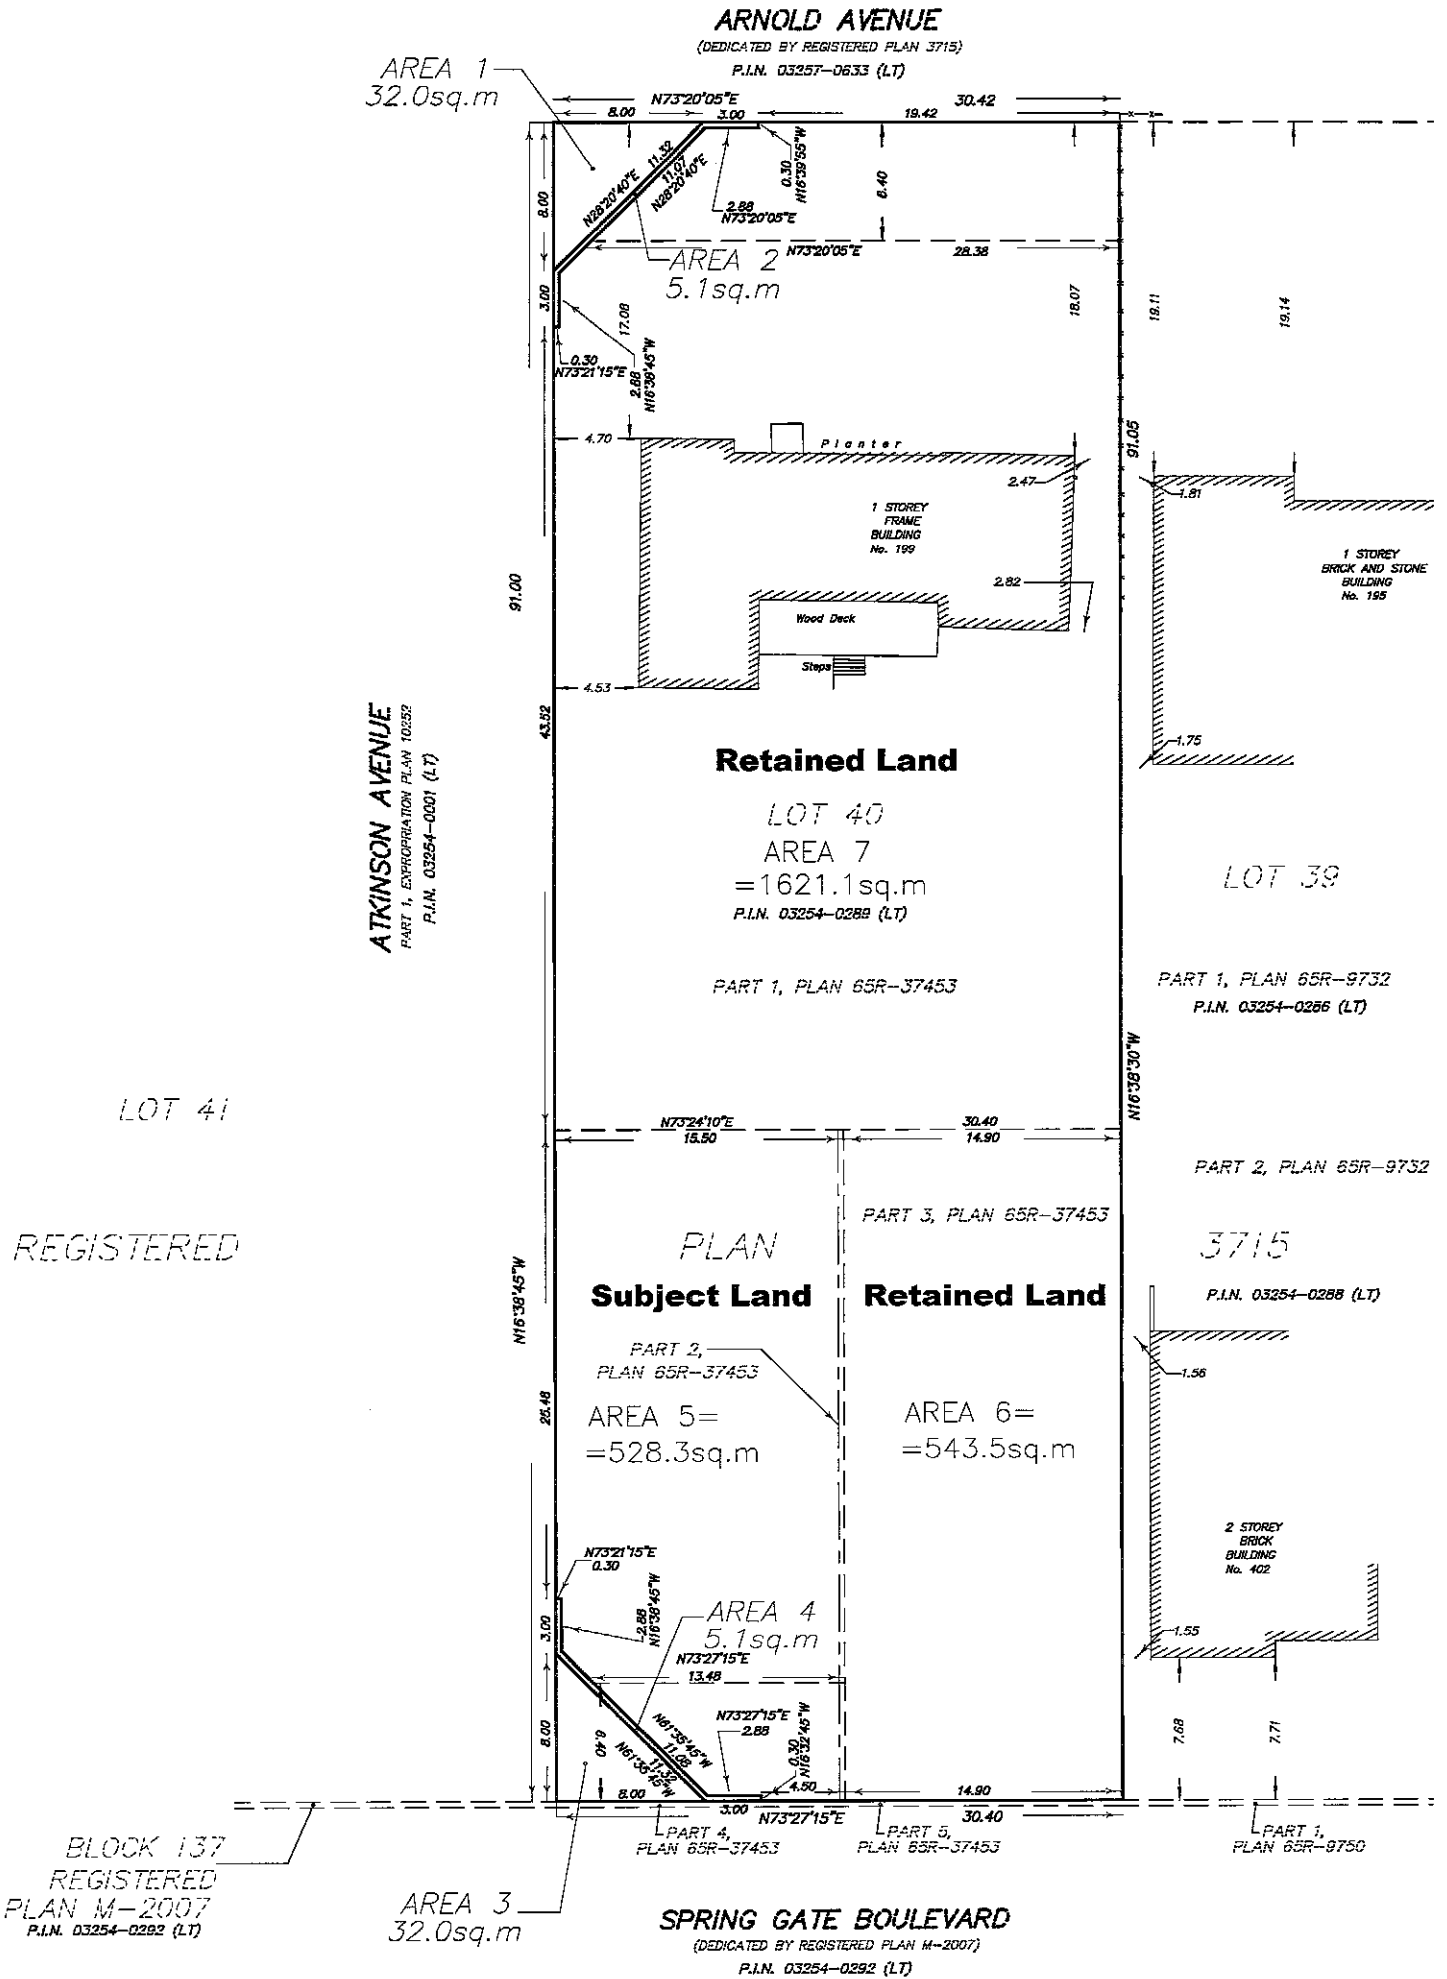 ARNOLD AVENUE
(DEDICATED BY REGISTERED PLAN 3715)
P.I.N. 03257-0633 (LT)
AREA 1
32.0sq.m
N73°20'05"E
30.42
8.00
3.00
19.42
-x-x-
8.00
N28°20'40"E
11.32
11.07
N28°20'40"E
0.30
N16°39'55"W
2.88
N73°20'05"E
6.40
N73°20'05"E
28.38
AREA 2
5.1sq.m
3.00
17.08
18.07
19.11
19.14
0.30
N73°21'15"E
2.88
N16°38'45"W
4.70
Planter
91.05
2.47
1.81
1 STOREY
FRAME
BUILDING
No. 199
1 STOREY
BRICK AND STONE
BUILDING
No. 195
91.00
2.82
Wood Deck
Steps
4.53
43.52
1.75
ATKINSON AVENUE
PART 1, EXPROPRIATION PLAN 10252
P.I.N. 03254-0001 (LT)
Retained Land
LOT 40
AREA 7
=1621.1sq.m
P.I.N. 03254-0289 (LT)
LOT 39
PART 1, PLAN 65R-37453
PART 1, PLAN 65R-9732
P.I.N. 03254-0286 (LT)
N16°38'30"W
LOT 41
N73°24'10"E
30.40
15.50
14.90
PART 2, PLAN 65R-9732
PART 3, PLAN 65R-37453
REGISTERED
PLAN
3715
N16°38'45"W
Subject Land
Retained Land
P.I.N. 03254-0288 (LT)
PART 2,
PLAN 65R-37453
1.56
26.48
AREA 5=
=528.3sq.m
AREA 6=
=543.5sq.m
2 STOREY
BRICK
BUILDING
No. 402
N73°21'15"E
0.30
3.00
2.88
N16°38'45"W
AREA 4
5.1sq.m
N73°27'15"E
13.48
1.55
8.00
6.40
N61°35'45"W
11.08
11.32
N61°35'45"W
N73°27'15"E
2.88
0.30
N16°32'45"W
7.68
7.71
8.00
3.00
4.50
14.90
N73°27'15"E
30.40
PART 4,
PLAN 65R-37453
PART 5,
PLAN 65R-37453
PART 1,
PLAN 65R-9750
BLOCK 137
REGISTERED
PLAN M-2007
P.I.N. 03254-0292 (LT)
AREA 3
32.0sq.m
SPRING GATE BOULEVARD
(DEDICATED BY REGISTERED PLAN M-2007)
P.I.N. 03254-0292 (LT)